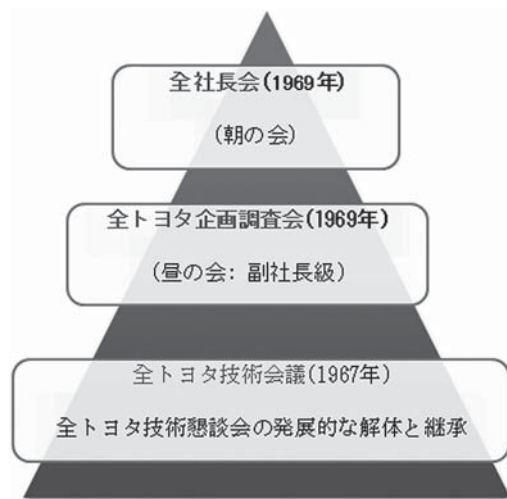 全社長会(1969年)
(朝の会)
全トヨタ企画調査会(1969年)
(昼の会: 副社長級)
全トヨタ技術会議(1967年)
全トヨタ技術懇談会の発展的な解体と継承